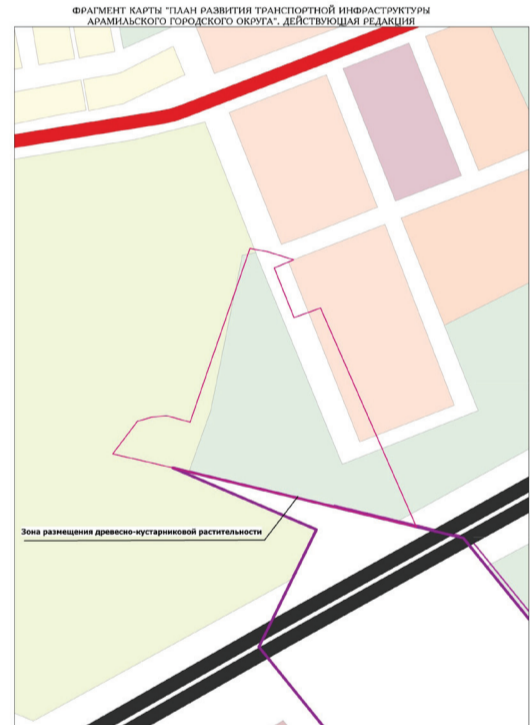 ФРАГМЕНТ КАРТЫ "ПЛАН РАЗВИТИЯ ТРАНСПОРТНОЙ ИНФРАСТРУКТУРЫ
АРАМИЛЬСКОГО ГОРОДСКОГО ОКРУГА". ДЕЙСТВУЮЩАЯ РЕДАКЦИЯ
Зона размещения древесно-кустарниковой растительности